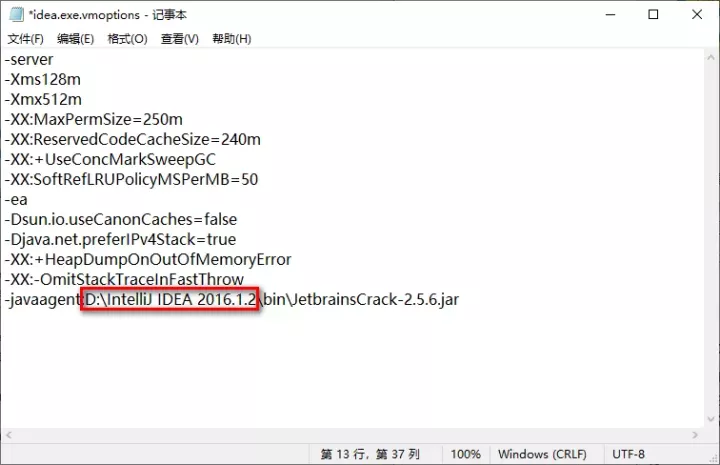 *idea.exe.vmoptions - 记事本
文件(F) 编辑(E) 格式(O) 查看(V) 帮助(H)
-server
-Xms128m
-Xmx512m
-XX:MaxPermSize=250m
-XX:ReservedCodeCacheSize=240m
-XX:+UseConcMarkSweepGC
-XX:SoftRefLRUPolicyMSPerMB=50
-ea
-Dsun.io.useCanonCaches=false
-Djava.net.preferIPv4Stack=true
-XX:+HeapDumpOnOutOfMemoryError
-XX:-OmitStackTraceInFastThrow
-javaagent:D:\IntelliJ IDEA 2016.1.2\bin\JetbrainsCrack-2.5.6.jar
第 13 行，第 37 列 100% Windows (CRLF) UTF-8